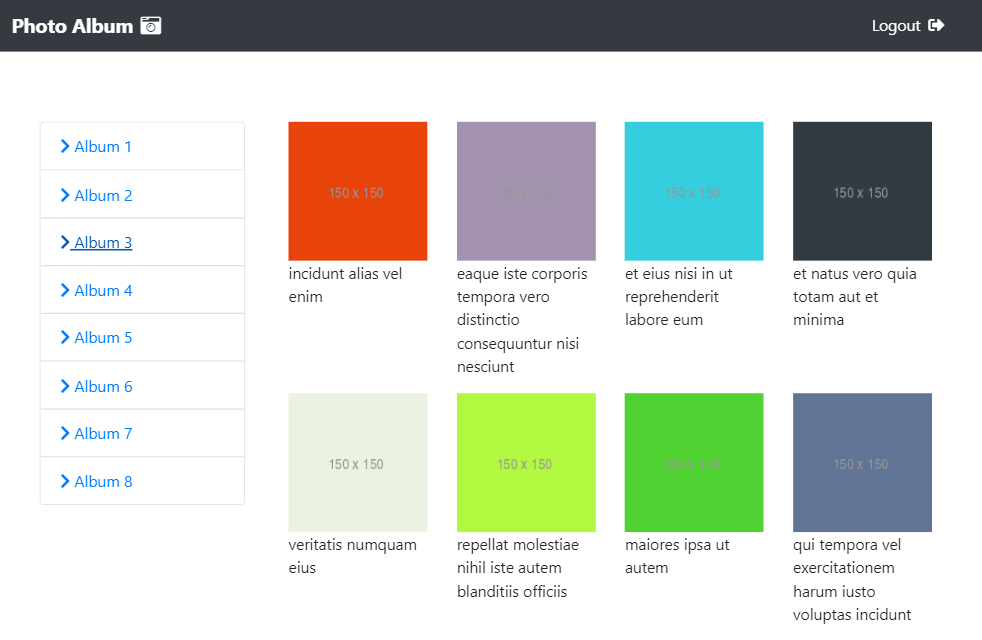 Photo Album
Logout
Album 1
Album 2
Album 3
Album 4
Album 5
Album 6
Album 7
Album 8
150 x 150
150 x 150
150 x 150
150 x 150
incidunt alias vel
enim
eaque iste corporis
tempora vero
distinctio
consequuntur nisi
nesciunt
et eius nisi in ut
reprehenderit
labore eum
et natus vero quia
totam aut et
minima
150 x 150
150 x 150
150 x 150
150 x 150
veritatis numquam
eius
repellat molestiae
nihil iste autem
blanditiis officiis
maiores ipsa ut
autem
qui tempora vel
exercitationem
harum iusto
voluptas incidunt